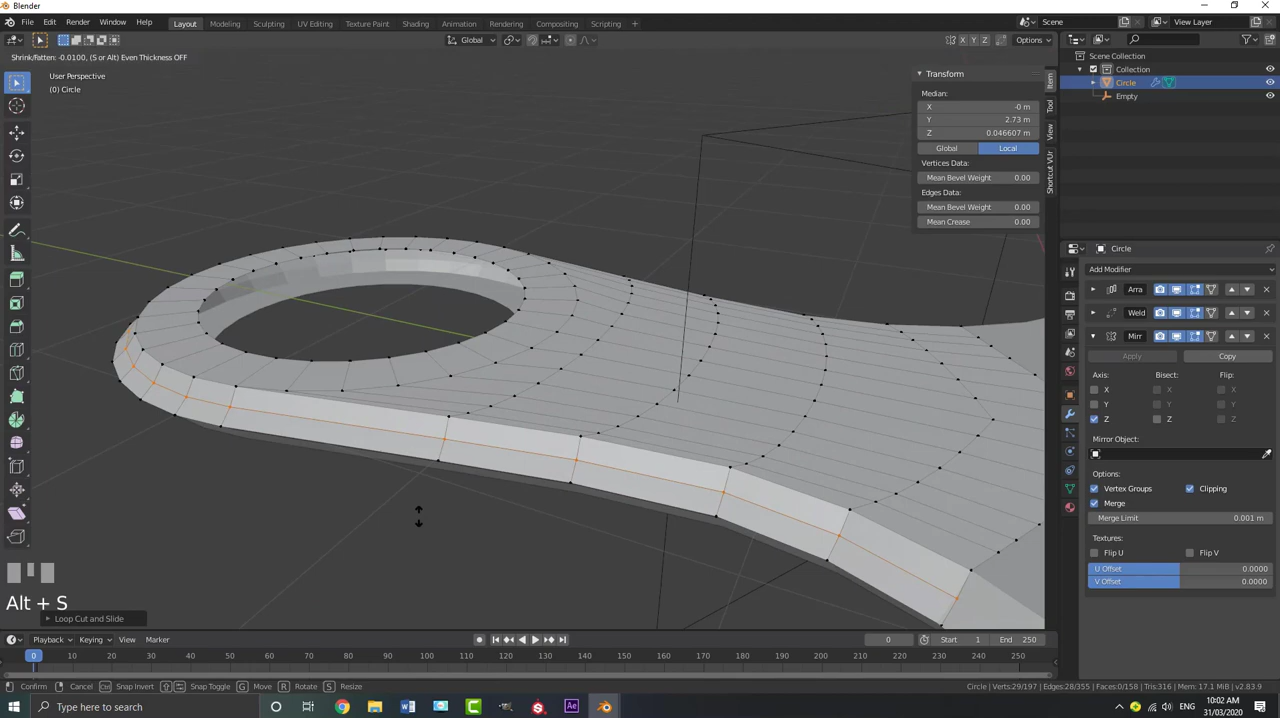 Blender
File Edit Render Window Help Layout Modeling Sculpting UV Editing Texture Paint Shading Animation Rendering Compositing Scripting + Scene View Layer
Global X Y Z Options
Shrink/Fatten: -0.0100, (S or Alt) Even Thickness OFF
User Perspective
(0) Circle
Transform
Median:
X -0 m
Y 2.73 m
Z 0.046607 m
Global Local
Vertices Data:
Mean Bevel Weight 0.00
Edges Data:
Mean Bevel Weight 0.00
Mean Crease 0.00
Item
Tool
View
Shortcut VUr
Scene Collection
Collection
Circle
Empty
Circle
Add Modifier
Arra
Weld
Mirr
Apply Copy
Axis: Bisect: Flip:
X X X
Y Y Y
Z Z Z
Mirror Object:
Options:
Vertex Groups Clipping
Merge
Merge Limit 0.001 m
Textures:
Flip U Flip V
U Offset 0.0000
V Offset 0.0000
Alt + S
Loop Cut and Slide
Playback Keying View Marker 0 Start 1 End 250
0 10 20 30 40 50 60 70 80 90 100 110 120 130 140 150 160 170 180 190 200 210 220 230 240 250
Confirm Cancel Ctrl Snap Invert Snap Toggle G Move R Rotate S Resize Circle | Verts:29/197 | Edges:28/355 | Faces:0/158 | Tris:316 | Mem: 17.1 MiB | v2.83.9
Type here to search
10:02 AM
31/03/2020